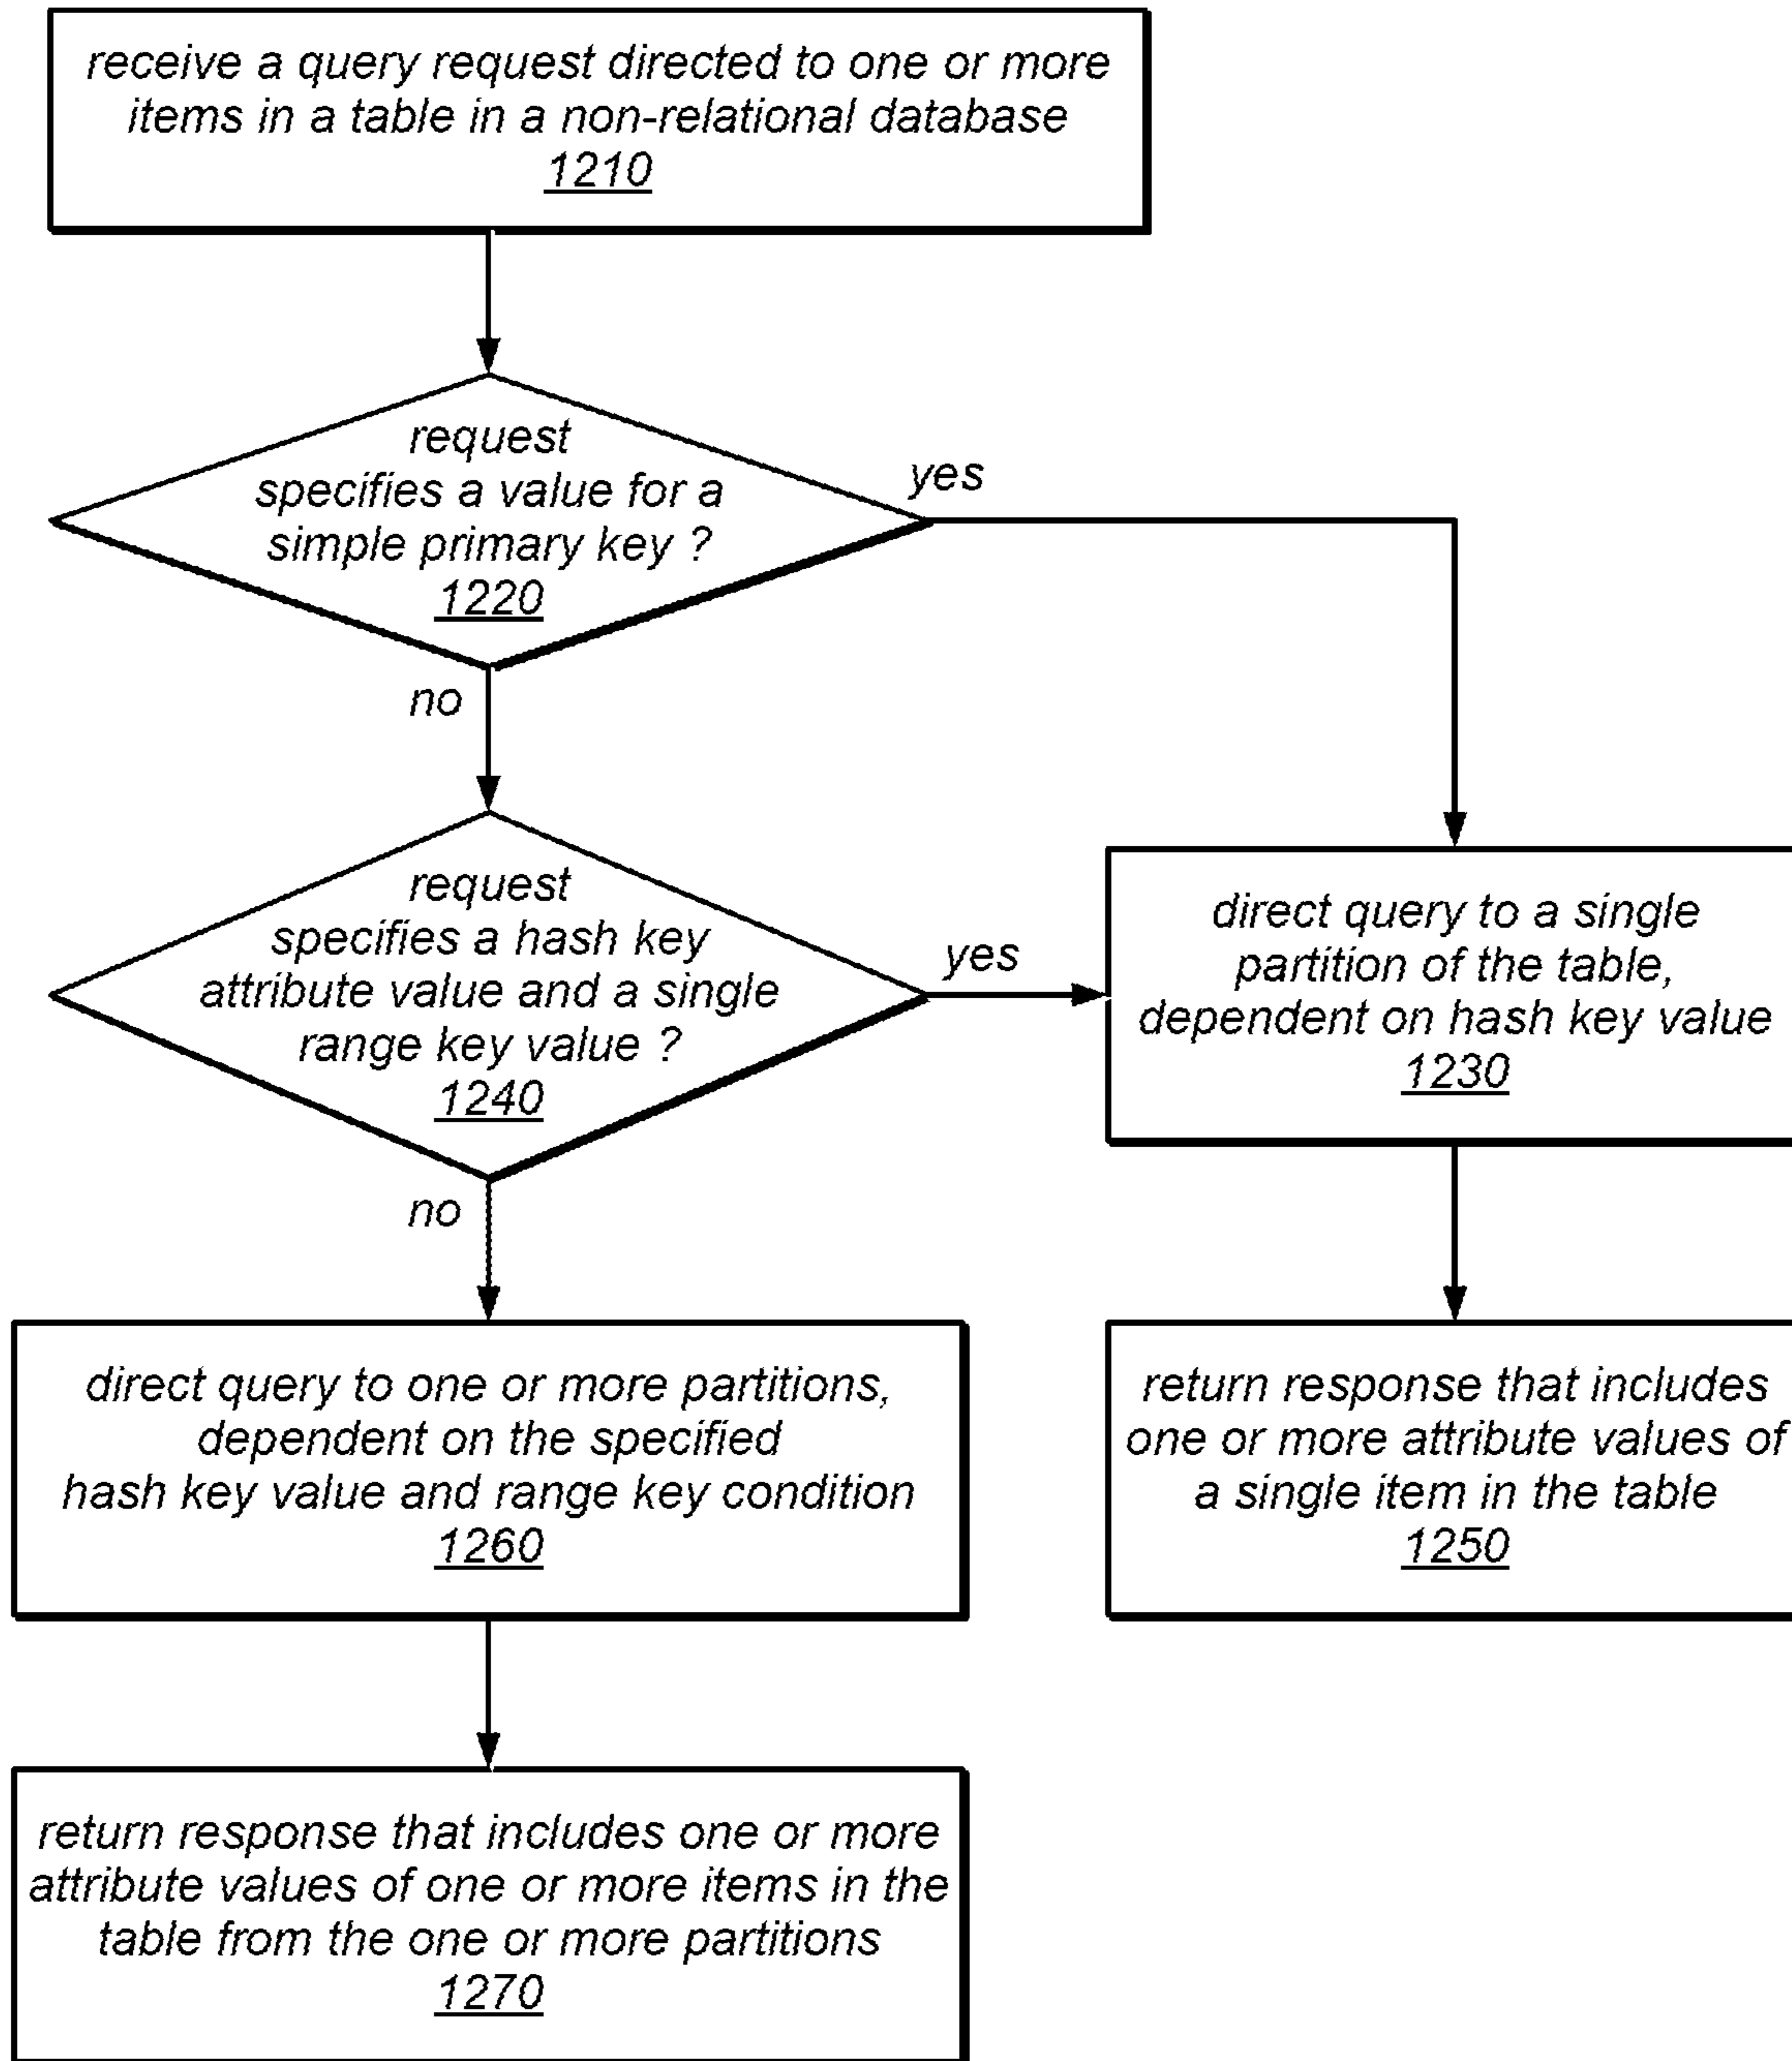 receive a query request directed to one or more
items in a table in a non-relational database
1210
request
specifies a value for a
simple primary key ?
1220
yes
no
request
specifies a hash key
attribute value and a single
range key value ?
1240
yes
no
direct query to a single
partition of the table,
dependent on hash key value
1230
direct query to one or more partitions,
dependent on the specified
hash key value and range key condition
1260
return response that includes
one or more attribute values of
a single item in the table
1250
return response that includes one or more
attribute values of one or more items in the
table from the one or more partitions
1270